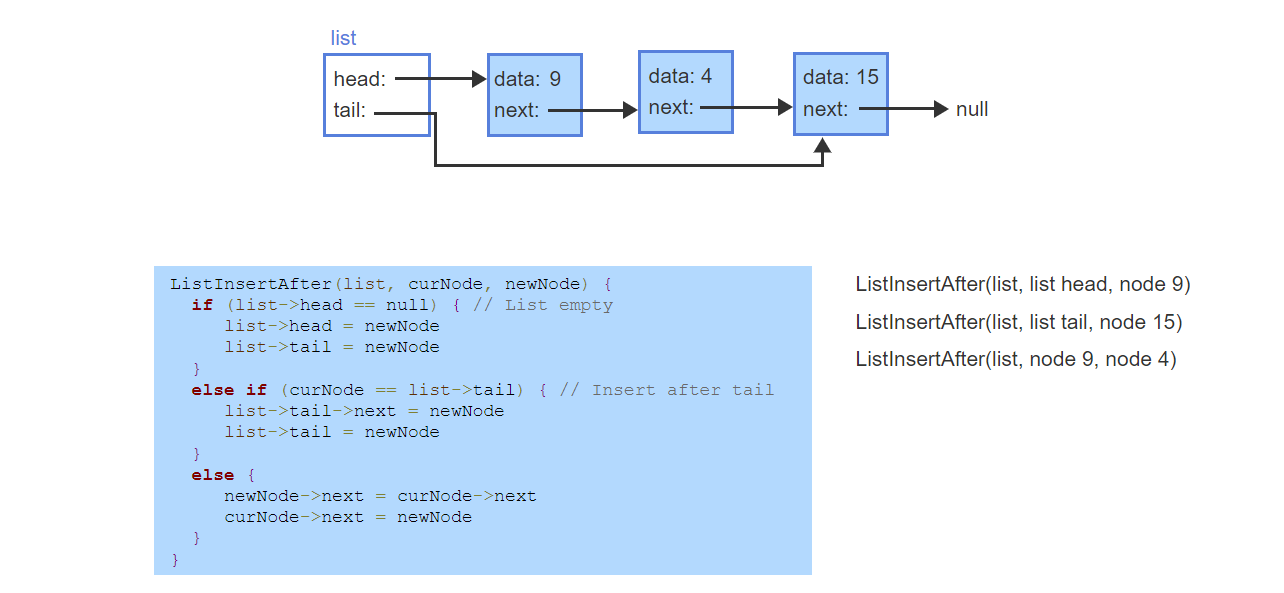 list
head:
tail:
data: 9
next:
data: 4
next:
data: 15
next:
null
ListInsertAfter(list, curNode, newNode) {
  if (list->head == null) { // List empty
     list->head = newNode
     list->tail = newNode
  }
  else if (curNode == list->tail) { // Insert after tail
     list->tail->next = newNode
     list->tail = newNode
  }
  else {
     newNode->next = curNode->next
     curNode->next = newNode
  }
}
ListInsertAfter(list, list head, node 9)
ListInsertAfter(list, list tail, node 15)
ListInsertAfter(list, node 9, node 4)